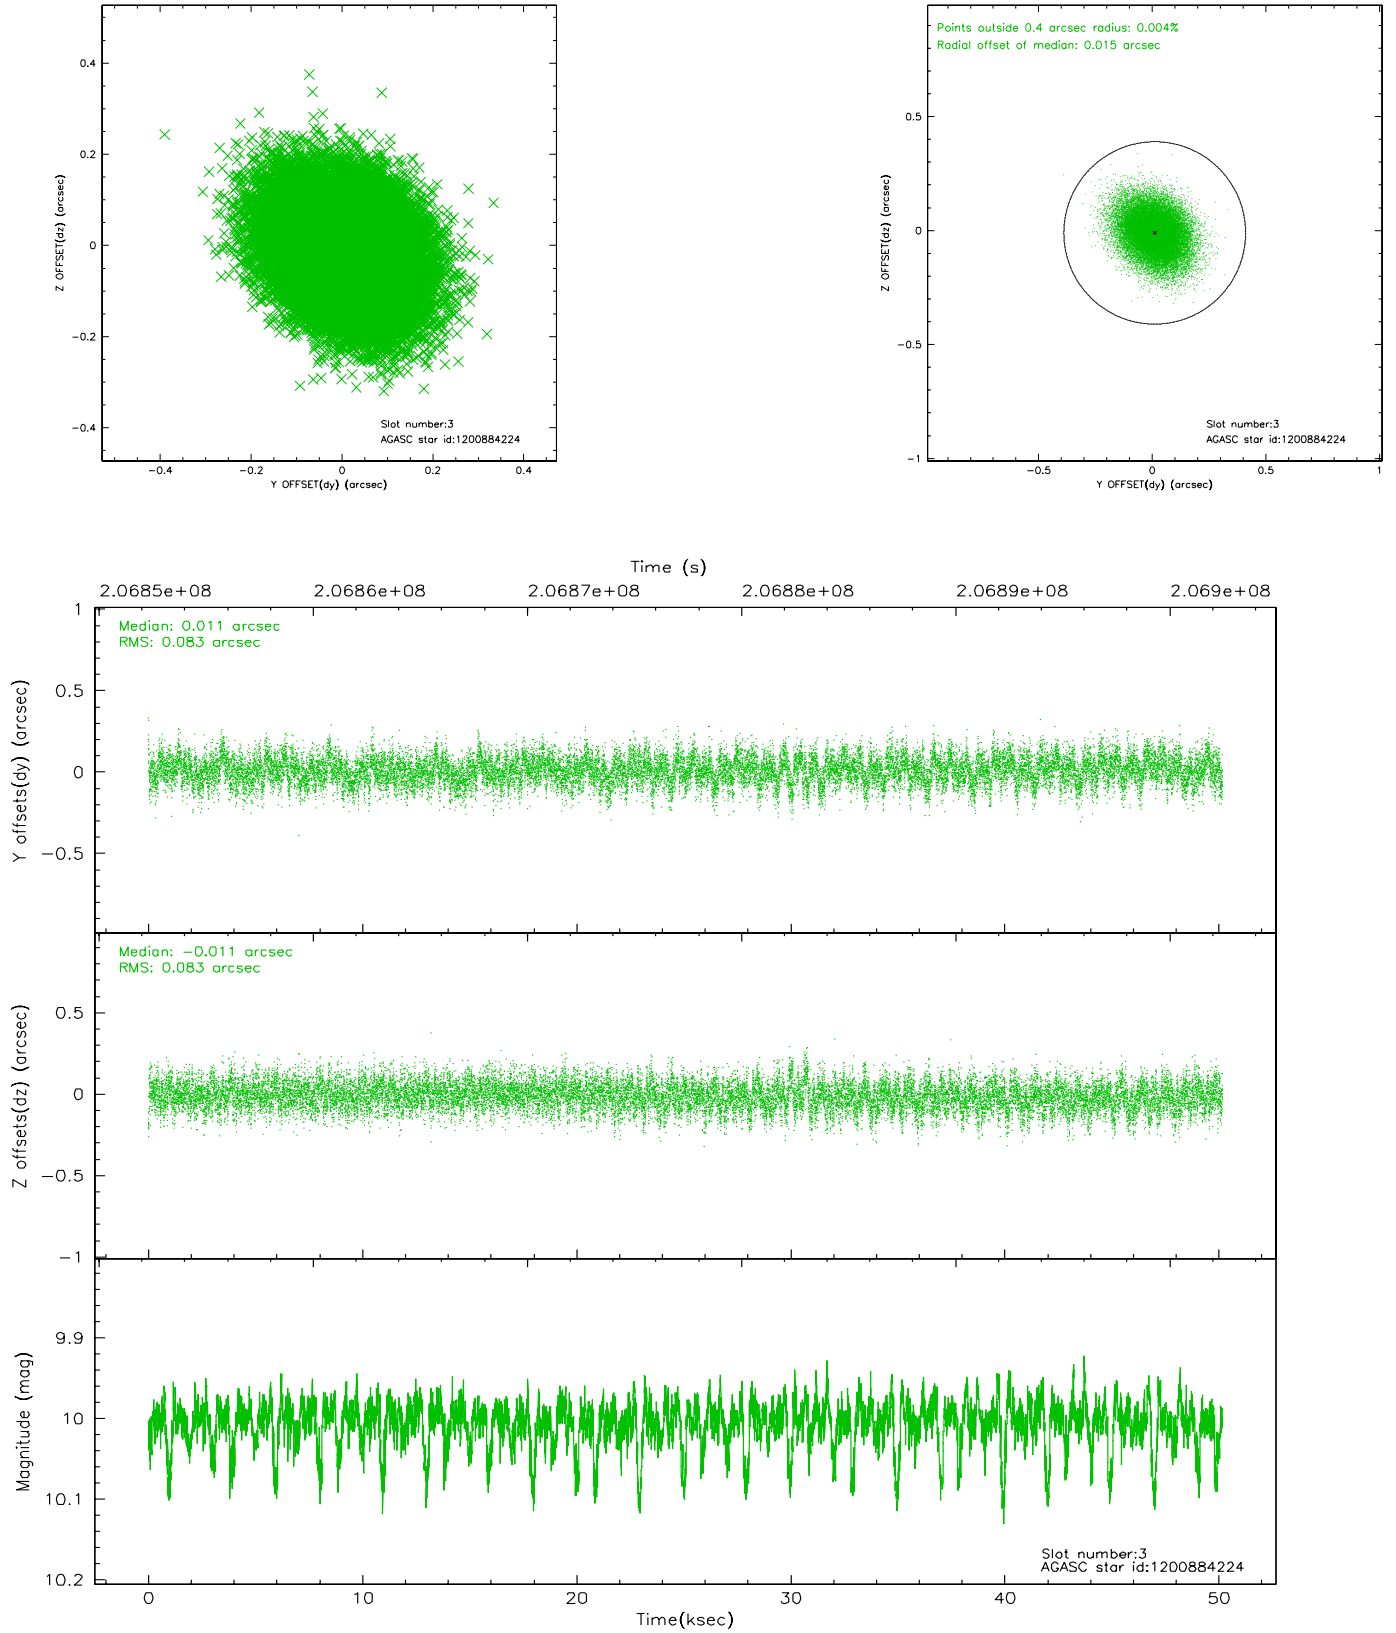 0.4
0.2
0
−0.2
−0.4
Z OFFSET(dz) (arcsec)
Slot number:3
AGASC star id:1200884224
−0.4 −0.2 0 0.2 0.4
Y OFFSET(dy) (arcsec)
Points outside 0.4 arcsec radius: 0.004%
Radial offset of median: 0.015 arcsec
0.5
0
−0.5
−1
Z OFFSET(dz) (arcsec)
Slot number:3
AGASC star id:1200884224
−0.5 0 0.5 1
Y OFFSET(dy) (arcsec)
Time (s)
2.0685e+08 2.0686e+08 2.0687e+08 2.0688e+08 2.0689e+08 2.069e+08
Median: 0.011 arcsec
RMS: 0.083 arcsec
1
0.5
0
−0.5
Y offsets(dy) (arcsec)
Median: −0.011 arcsec
RMS: 0.083 arcsec
0.5
0
−0.5
−1
Z offsets(dz) (arcsec)
9.9
10
10.1
10.2
Magnitude (mag)
Slot number:3
AGASC star id:1200884224
0 10 20 30 40 50
Time(ksec)